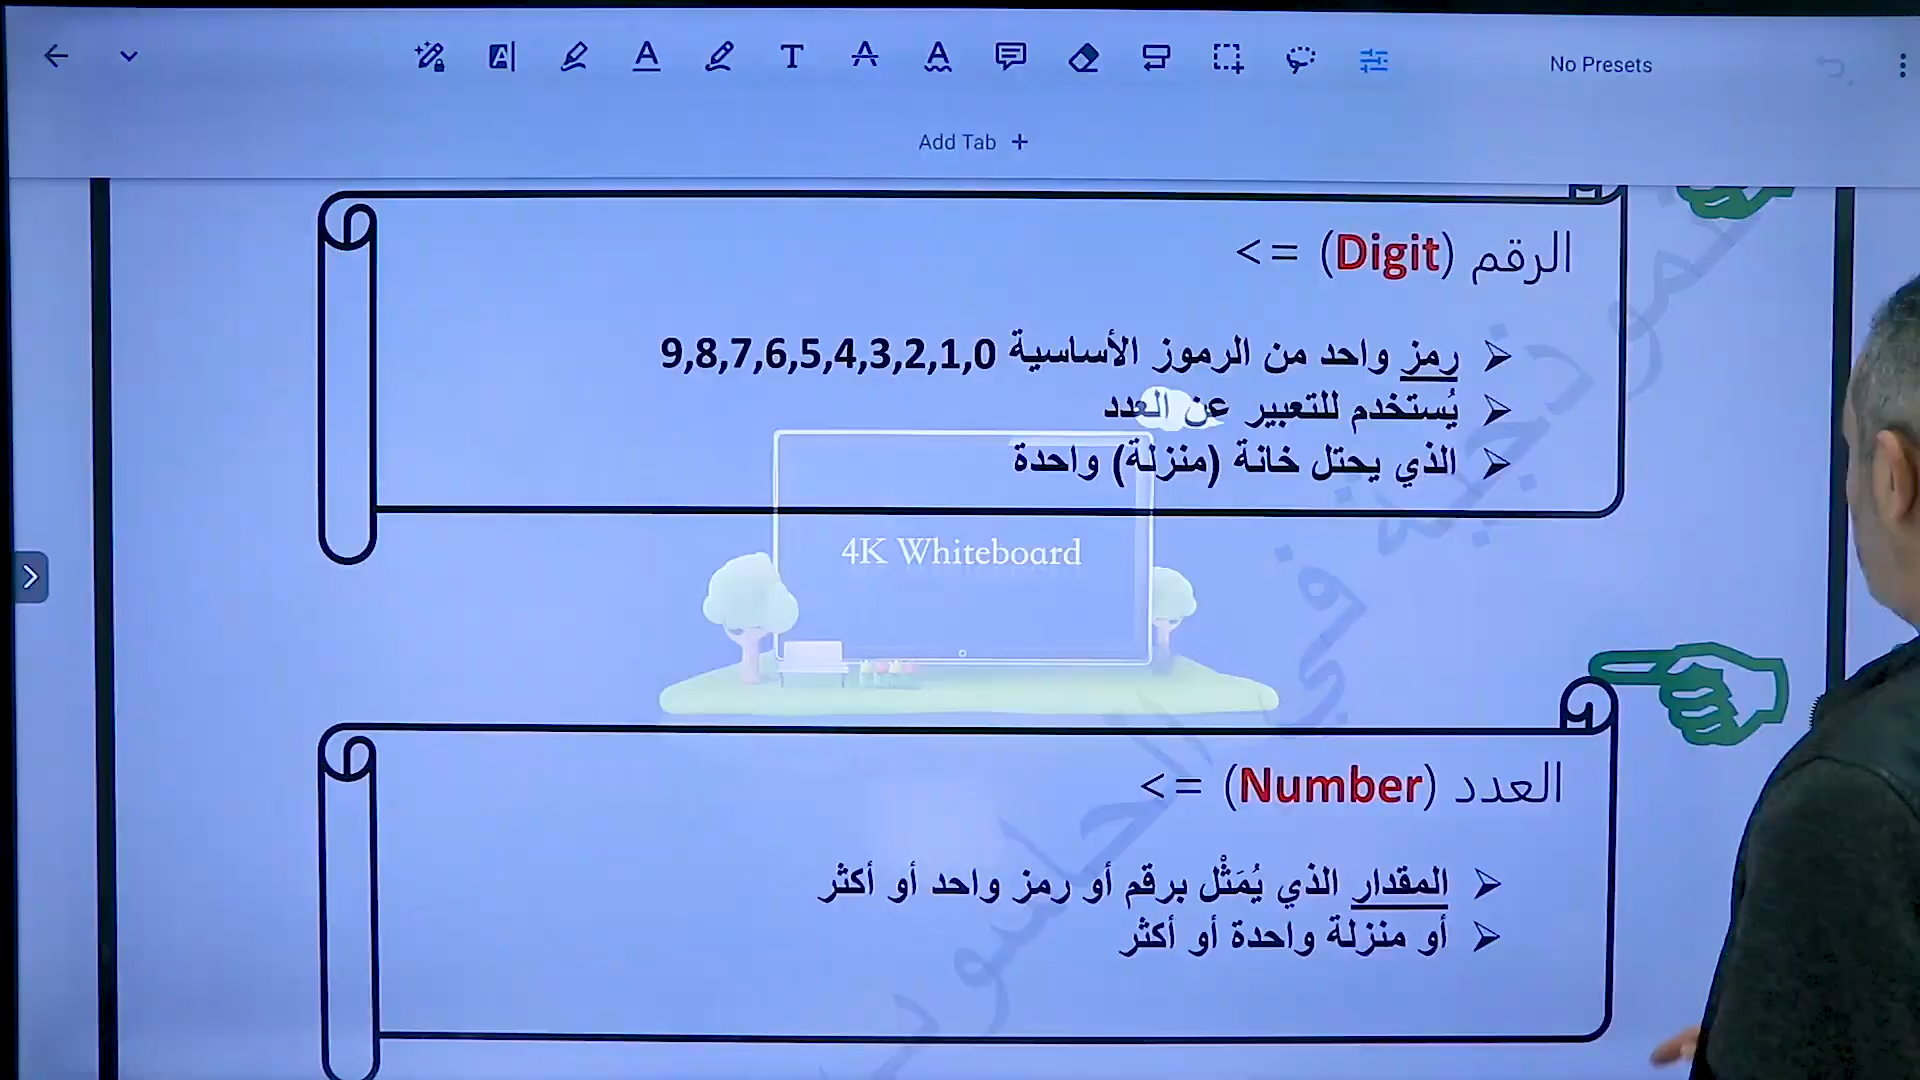 No Presets
Add Tab +
الرقم (Digit) =>
رمز واحد من الرموز الأساسية 9,8,7,6,5,4,3,2,1,0
يُستخدم للتعبير عن العدد
الذي يحتل خانة (منزلة) واحدة
4K Whiteboard
العدد (Number) =>
المقدار الذي يُمَثْل برقم أو رمز واحد أو أكثر
أو منزلة واحدة أو أكثر